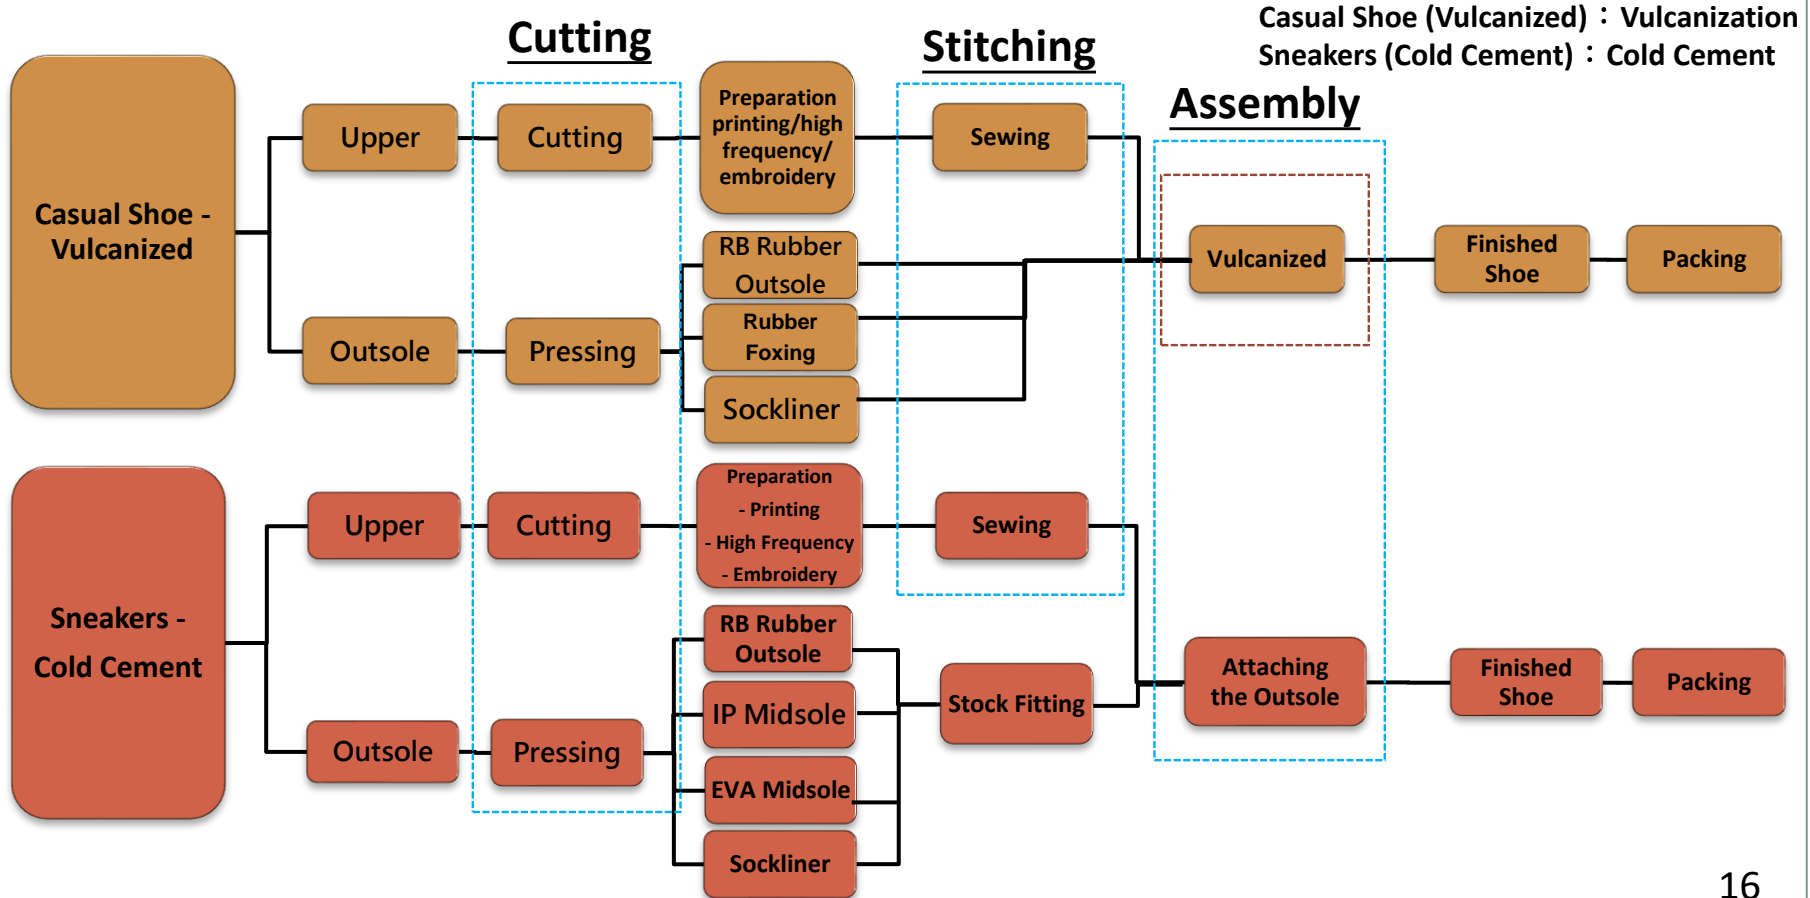 Casual Shoe (Vulcanized)：Vulcanization
Sneakers (Cold Cement)：Cold Cement
Cutting
Stitching
Assembly
Casual Shoe -
Vulcanized
Upper
Cutting
Preparation
printing/high
frequency/
embroidery
Sewing
Outsole
Pressing
RB Rubber
Outsole
Rubber
Foxing
Sockliner
Vulcanized
Finished
Shoe
Packing
Sneakers -
Cold Cement
Upper
Cutting
Preparation
- Printing
- High Frequency
- Embroidery
Sewing
Outsole
Pressing
RB Rubber
Outsole
IP Midsole
EVA Midsole
Sockliner
Stock Fitting
Attaching
the Outsole
Finished
Shoe
Packing
16